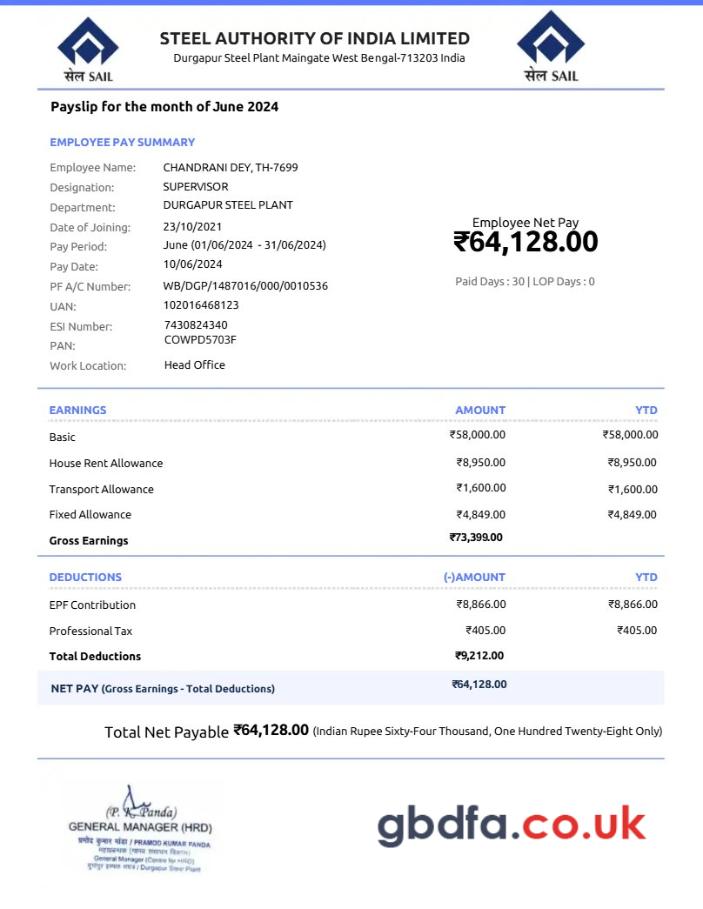 सेल SAIL
STEEL AUTHORITY OF INDIA LIMITED
Durgapur Steel Plant Maingate West Bengal-713203 India
सेल SAIL
Payslip for the month of June 2024
EMPLOYEE PAY SUMMARY
Employee Name: CHANDRANI DEY, TH-7699
Designation: SUPERVISOR
Department: DURGAPUR STEEL PLANT
Date of Joining: 23/10/2021
Pay Period: June (01/06/2024 - 31/06/2024)
Pay Date: 10/06/2024
PF A/C Number: WB/DGP/1487016/000/0010536
UAN: 102016468123
ESI Number: 7430824340
PAN: COWPD5703F
Work Location: Head Office
Employee Net Pay
₹64,128.00
Paid Days : 30 | LOP Days : 0
EARNINGS AMOUNT YTD
Basic ₹58,000.00 ₹58,000.00
House Rent Allowance ₹8,950.00 ₹8,950.00
Transport Allowance ₹1,600.00 ₹1,600.00
Fixed Allowance ₹4,849.00 ₹4,849.00
Gross Earnings ₹73,399.00
DEDUCTIONS (-)AMOUNT YTD
EPF Contribution ₹8,866.00 ₹8,866.00
Professional Tax ₹405.00 ₹405.00
Total Deductions ₹9,212.00
NET PAY (Gross Earnings - Total Deductions) ₹64,128.00
Total Net Payable ₹64,128.00 (Indian Rupee Sixty-Four Thousand, One Hundred Twenty-Eight Only)
(P. K. Panda)
GENERAL MANAGER (HRD)
प्रमोद कुमार पंडा / PRAMOD KUMAR PANDA
General Manager (Centre for HRD)
/ Durgapur Steel Plant
gbdfa.co.uk